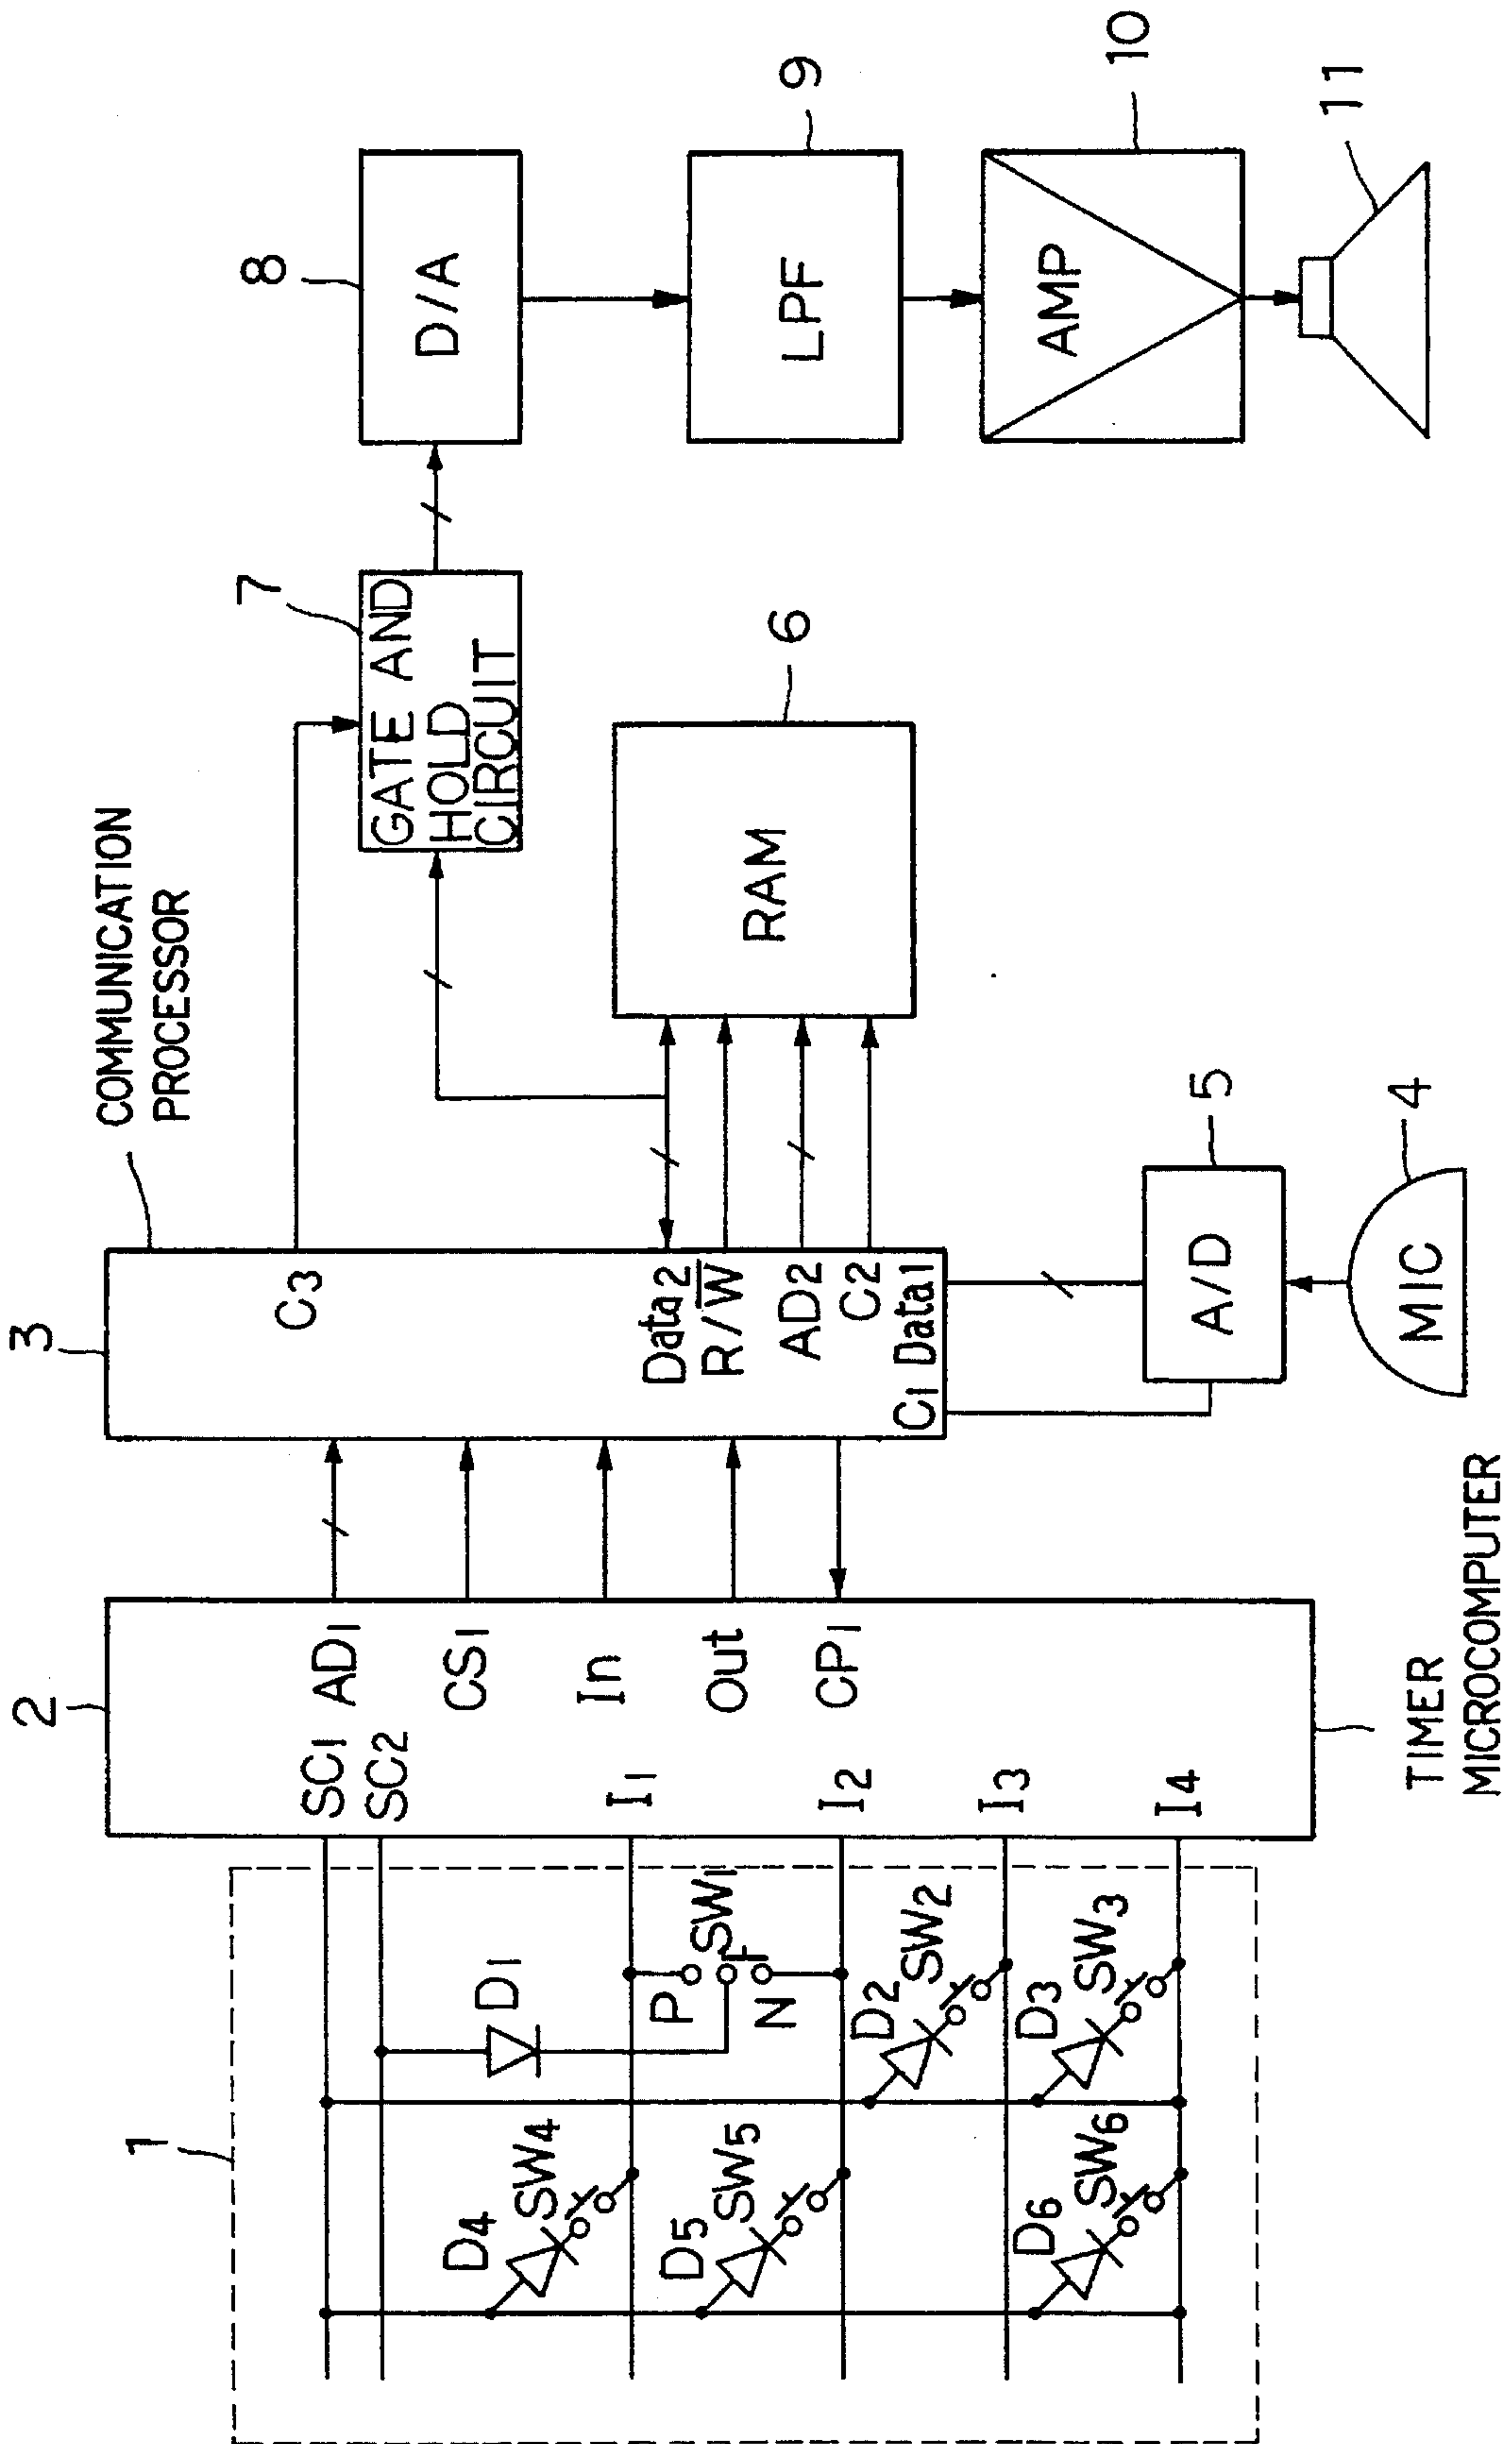 1
D4
SW4
D5
SW5
D6
SW6
D1
P
SW1
F
N
D2
SW2
D3
SW3
2
SC1
SC2
AD1
CS1
I1
In
I2
Out
I3
CP1
I4
TIMER
MICROCOMPUTER
3
COMMUNICATION
PROCESSOR
C3
Data2
R/W̅
AD2
C2
C1 Data1
A/D
5
MIC
4
RAM
6
7
GATE AND
HOLD
CIRCUIT
8
D/A
9
LPF
10
AMP
11